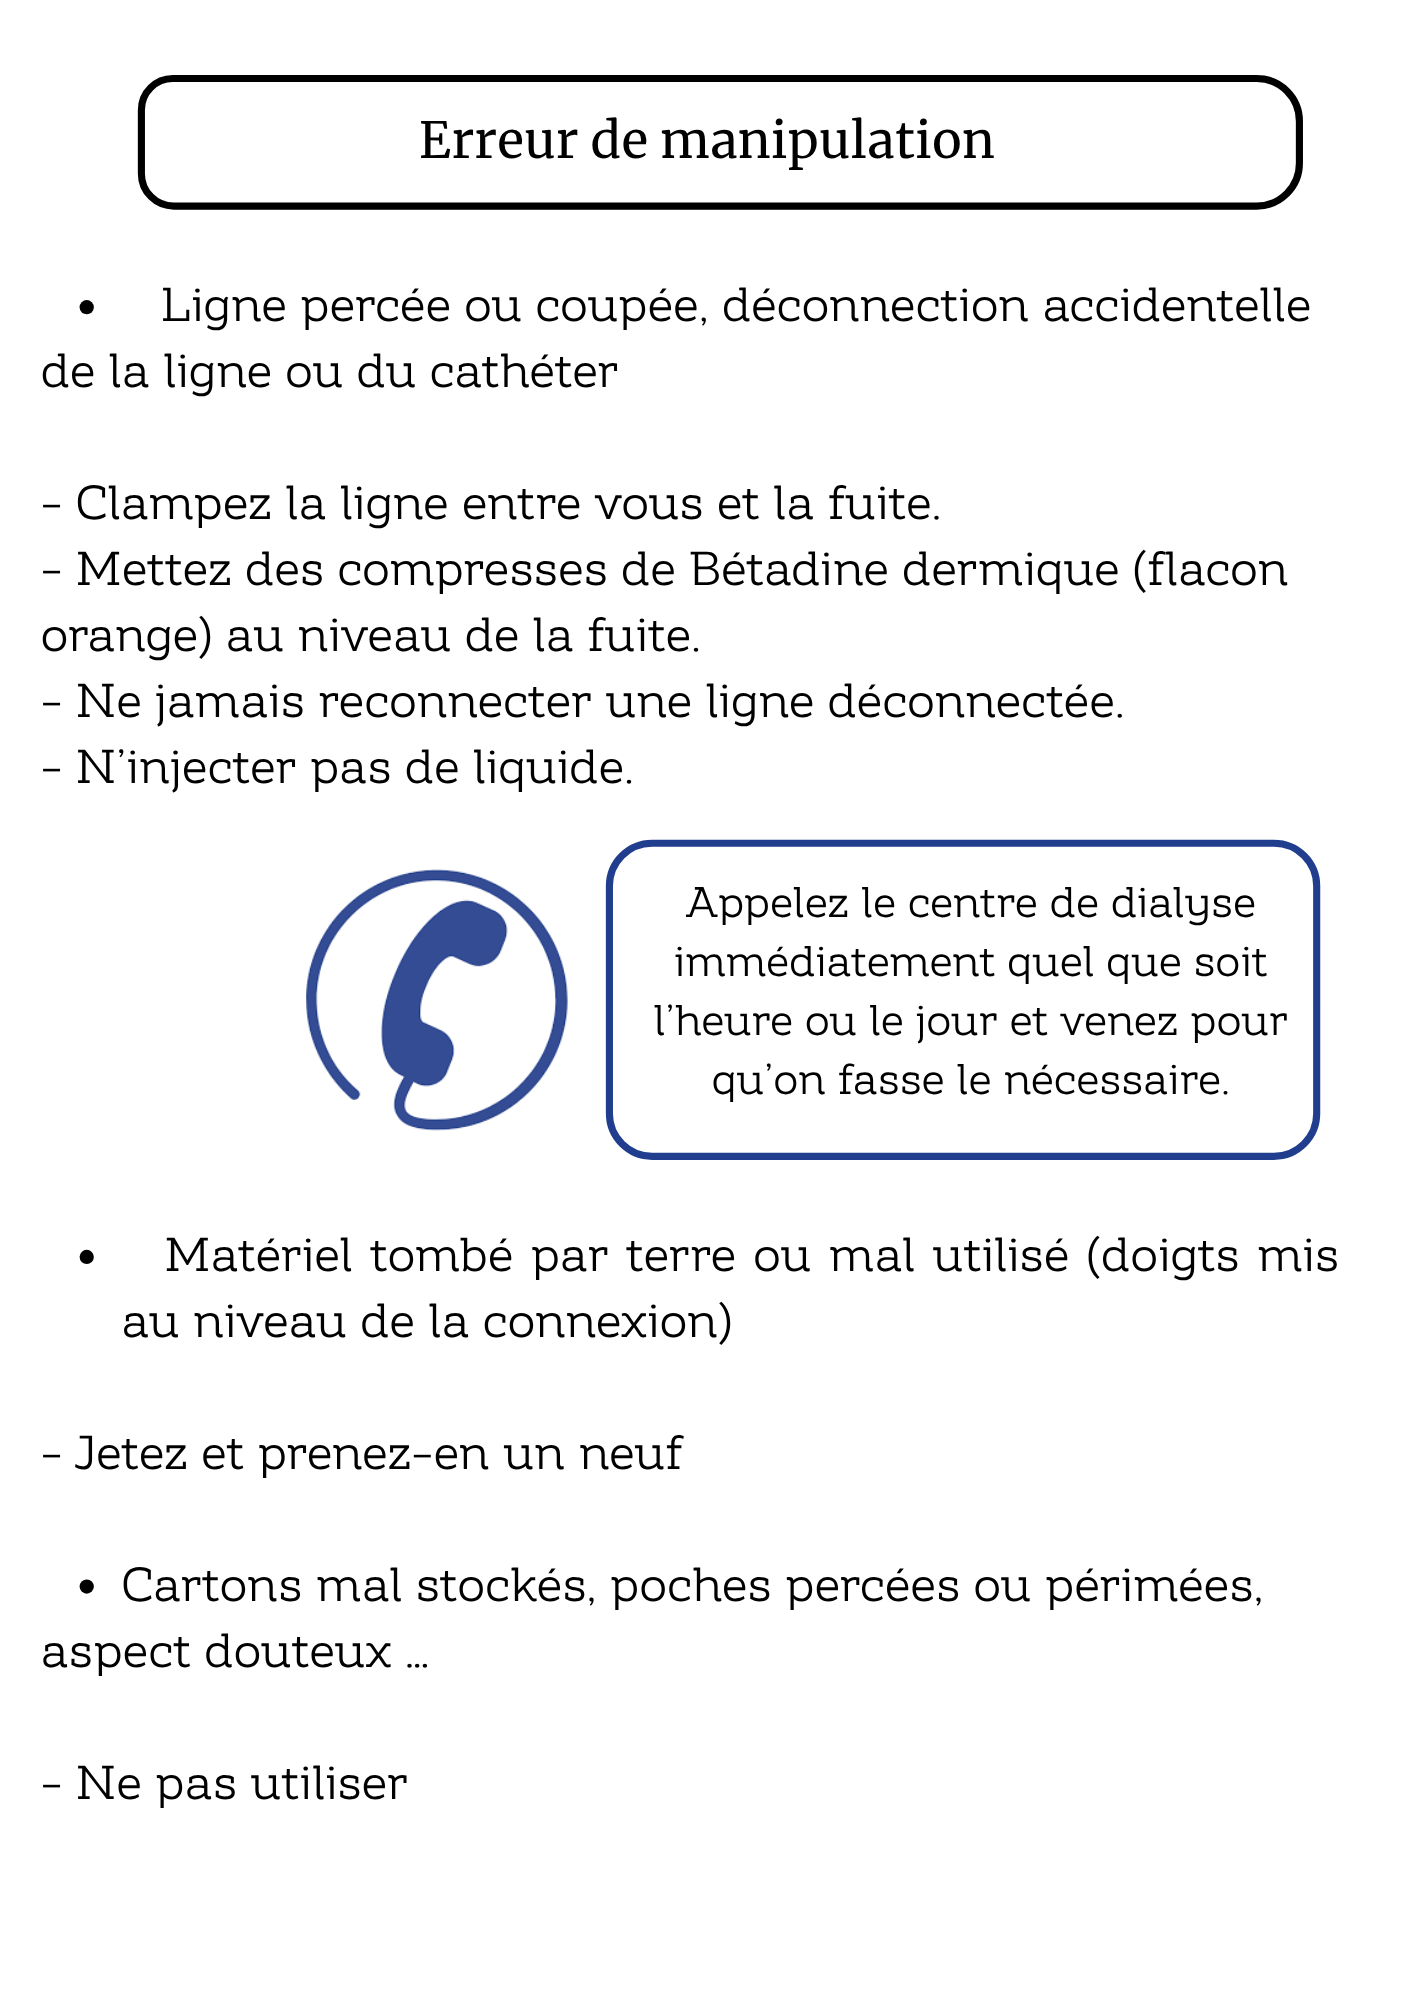 Erreur de manipulation
• Ligne percée ou coupée, déconnection accidentelle
de la ligne ou du cathéter
- Clampez la ligne entre vous et la fuite.
- Mettez des compresses de Bétadine dermique (flacon
orange) au niveau de la fuite.
- Ne jamais reconnecter une ligne déconnectée.
- N'injecter pas de liquide.
Appelez le centre de dialyse
immédiatement quel que soit
l'heure ou le jour et venez pour
qu'on fasse le nécessaire.
• Matériel tombé par terre ou mal utilisé (doigts mis
au niveau de la connexion)
- Jetez et prenez-en un neuf
• Cartons mal stockés, poches percées ou périmées,
aspect douteux ...
- Ne pas utiliser